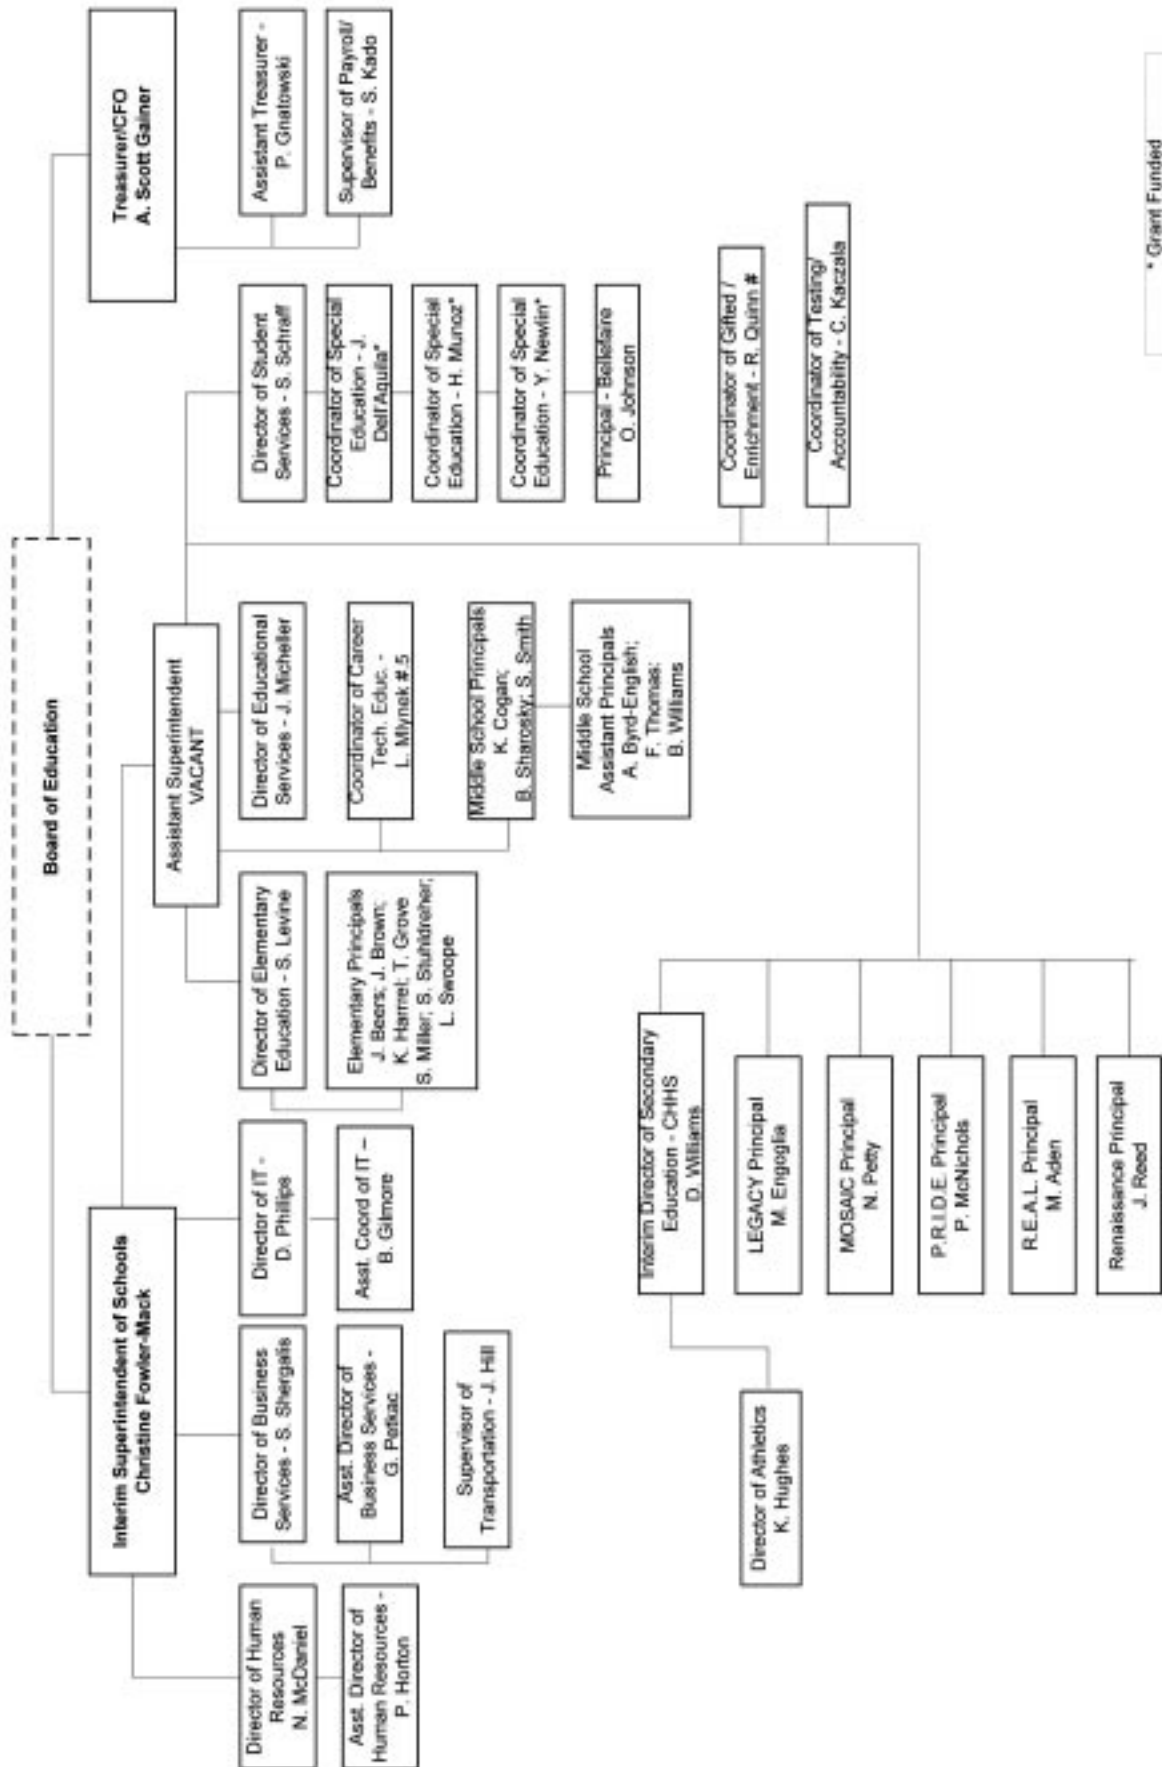 Board of Education
Interim Superintendent of Schools
Christine Fowler-Mack
Treasurer/CFO
A. Scott Gainer
Assistant Superintendent
VACANT
Director of Human
Resources
N. McDaniel
Asst. Director of
Human Resources -
P. Horton
Director of Business
Services - S. Shergalis
Asst. Director of
Business Services -
G. Petkac
Supervisor of
Transportation - J. Hill
Director of IT -
D. Phillips
Asst. Coord of IT –
B. Gilmore
Director of Elementary
Education - S. Levine
Elementary Principals
J. Beers; J. Brown;
K. Harrel; T. Grove
S. Miller; S. Stuhldreher;
L. Swoope
Director of Educational
Services - J. Micheller
Coordinator of Career
Tech. Educ. -
L. Mlynek #.5
Middle School Principals
K. Cogan;
B. Sharosky; S. Smith
Middle School
Assistant Principals
A. Byrd-English;
F. Thomas;
B. Williams
Director of Student
Services - S. Schraff
Coordinator of Special
Education - J.
Dell'Aquila*
Coordinator of Special
Education - H. Munoz*
Coordinator of Special
Education - Y. Newlin*
Principal - Bellefaire
O. Johnson
Assistant Treasurer -
P. Gnatowski
Supervisor of Payroll/
Benefits - S. Kado
Coordinator of Gifted /
Enrichment - R. Quinn #
Coordinator of Testing/
Accountability - C. Kaczala
Interim Director of Secondary
Education - CHHS
D. Williams
Director of Athletics
K. Hughes
LEGACY Principal
M. Engoglia
MOSAIC Principal
N. Petty
P.R.I.D.E. Principal
P. McNichols
R.E.A.L. Principal
M. Aden
Renaissance Principal
J. Reed
* Grant Funded